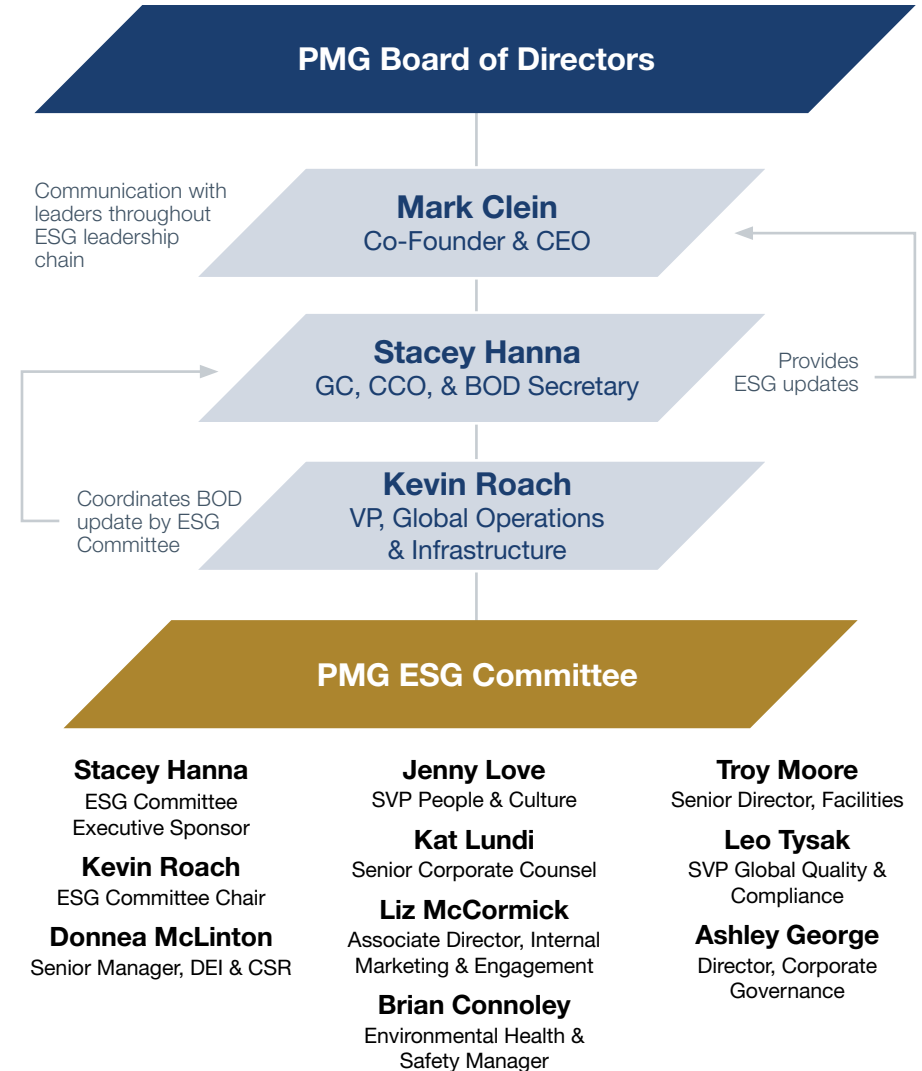 PMG Board of Directors
Communication with
leaders throughout
ESG leadership
chain
Mark Clein
Co-Founder & CEO
Stacey Hanna
GC, CCO, & BOD Secretary
Provides
ESG updates
Kevin Roach
VP, Global Operations
& Infrastructure
Coordinates BOD
update by ESG
Committee
PMG ESG Committee
Stacey Hanna
ESG Committee
Executive Sponsor
Kevin Roach
ESG Committee Chair
Donnea McLinton
Senior Manager, DEI & CSR
Jenny Love
SVP People & Culture
Kat Lundi
Senior Corporate Counsel
Liz McCormick
Associate Director, Internal
Marketing & Engagement
Brian Connoley
Environmental Health &
Safety Manager
Troy Moore
Senior Director, Facilities
Leo Tysak
SVP Global Quality &
Compliance
Ashley George
Director, Corporate
Governance